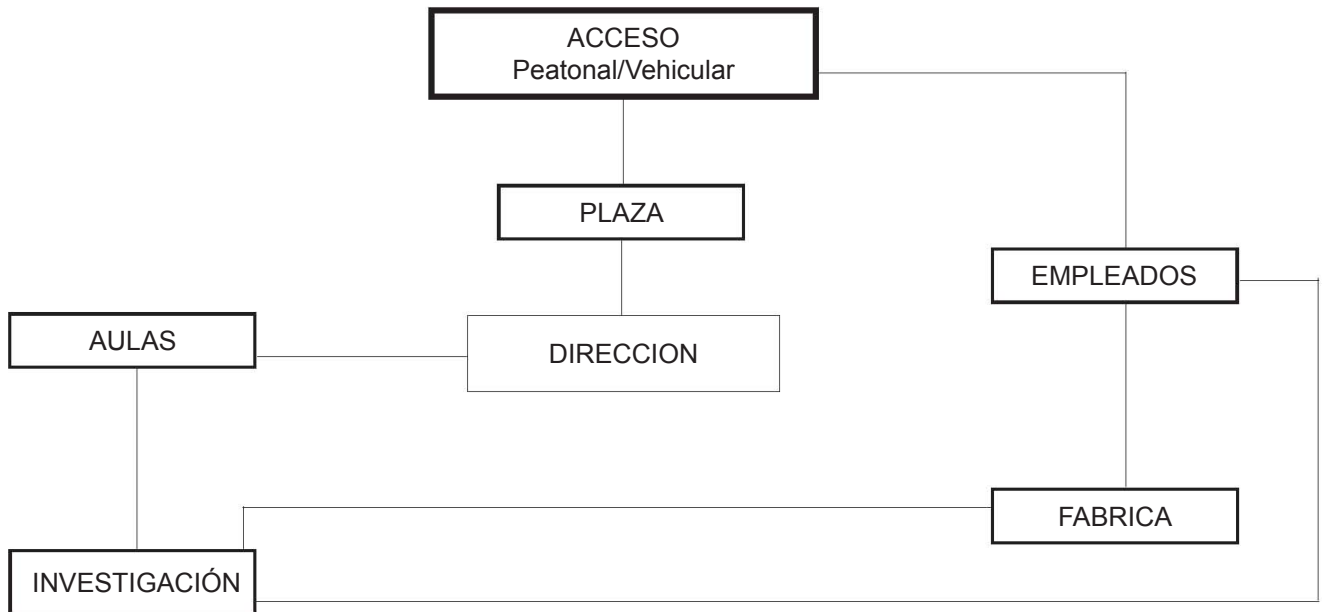 ACCESO
Peatonal/Vehicular
PLAZA
EMPLEADOS
AULAS
DIRECCION
FABRICA
INVESTIGACIÓN